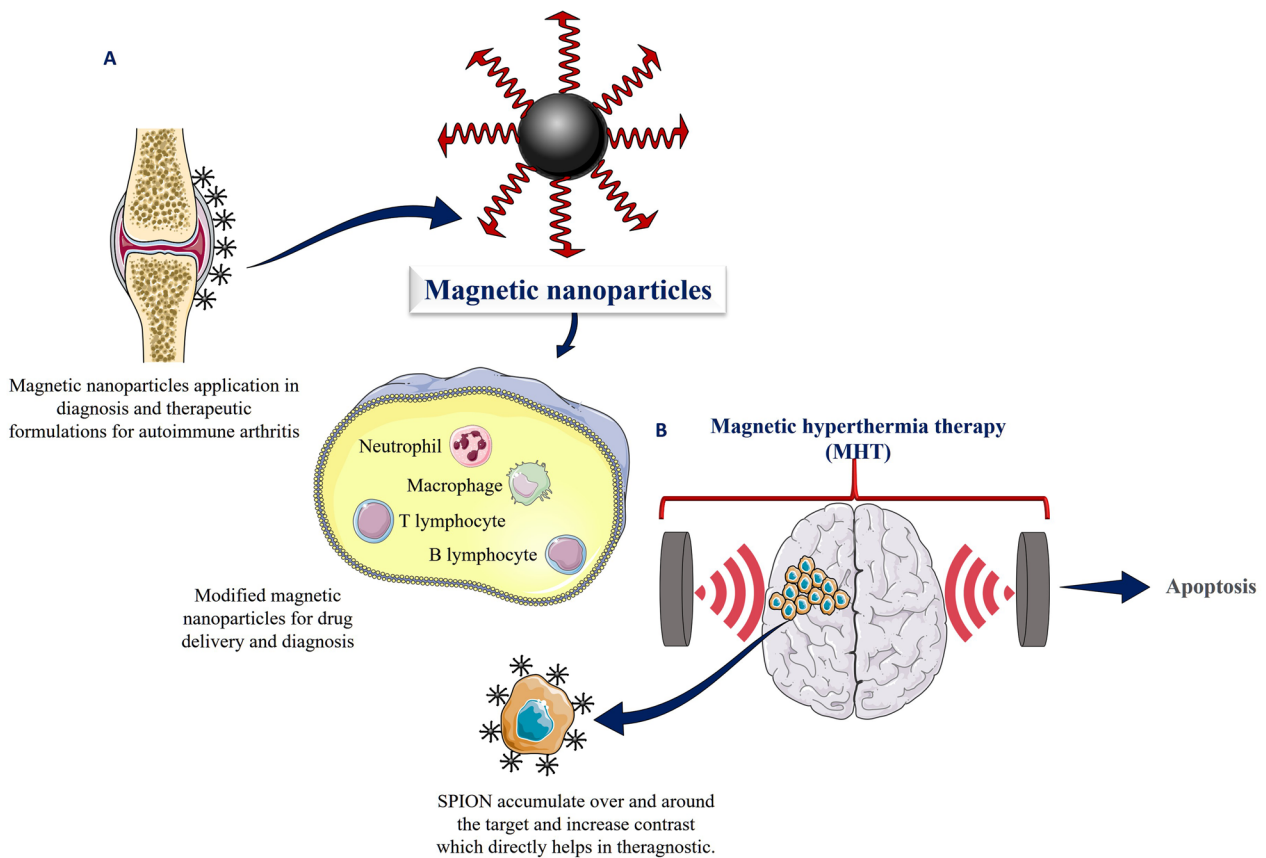 A
Magnetic nanoparticles
Magnetic nanoparticles application in
diagnosis and therapeutic
formulations for autoimmune arthritis
Neutrophil
Macrophage
T lymphocyte
B lymphocyte
Modified magnetic
nanoparticles for drug
delivery and diagnosis
B
Magnetic hyperthermia therapy
(MHT)
Apoptosis
SPION accumulate over and around
the target and increase contrast
which directly helps in theragnostic.